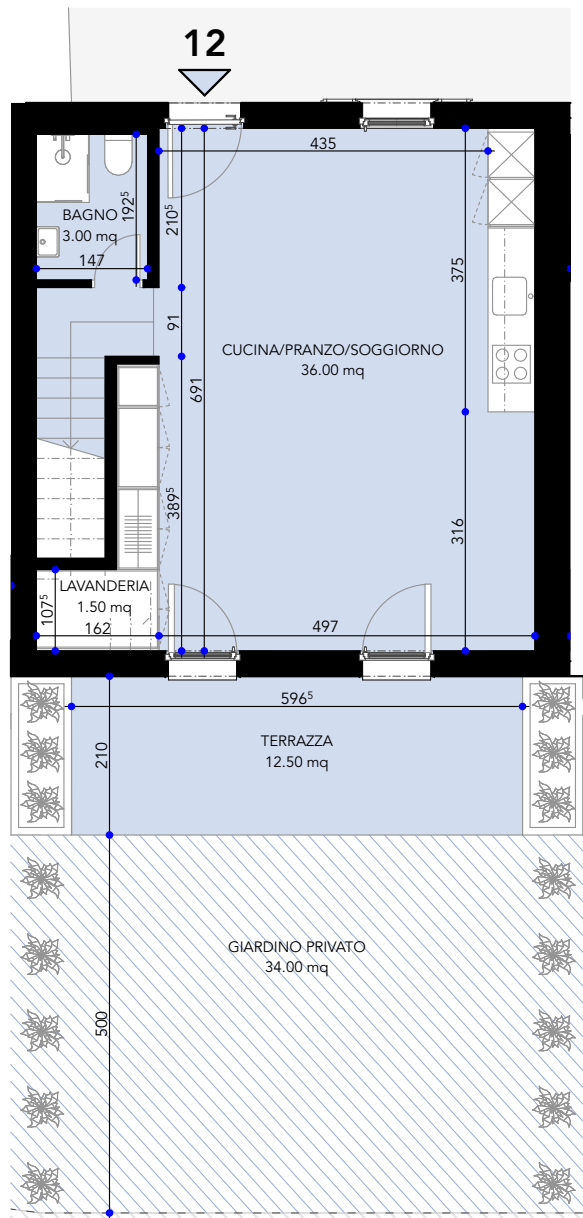 12
435
BAGNO
3.00 mq
192⁵
147
210⁵
91
691
375
CUCINA/PRANZO/SOGGIORNO
36.00 mq
389⁵
316
LAVANDERIA
1.50 mq
107⁵
162
497
596⁵
210
TERRAZZA
12.50 mq
GIARDINO PRIVATO
34.00 mq
500